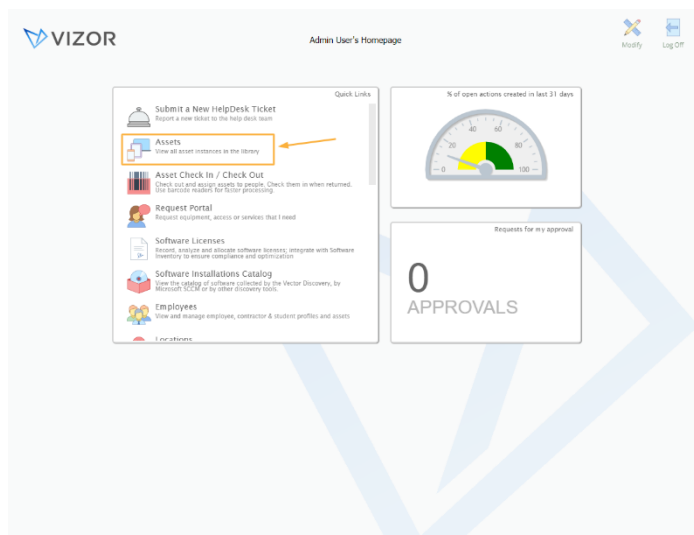 VIZOR
Admin User's Homepage
Modify
Log Off
Quick Links
Submit a New HelpDesk Ticket
Report a new ticket to the help desk team
Assets
View all asset instances in the library
Asset Check In / Check Out
Check out and assign assets to people. Check them in when returned.
Use barcode readers for faster processing.
Request Portal
Request equipment, access or services that I need
Software Licenses
Record, analyze and allocate software licenses; integrate with Software
Inventory to ensure compliance and optimization
Software Installations Catalog
View the catalog of software collected by the Vector Discovery, by
Microsoft SCCM or by other discovery tools.
Employees
View and manage employee, contractor & student profiles and assets
Locations
% of open actions created in last 31 days
0
20
40
60
80
100
Requests for my approval
0
APPROVALS